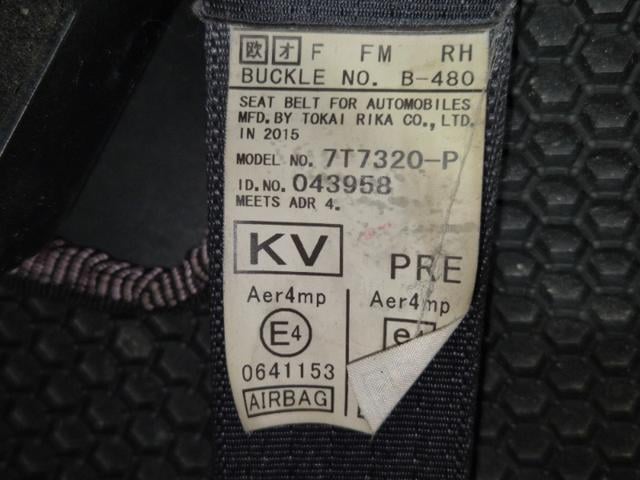 欧 オ F FM RH
BUCKLE NO. B-480
SEAT BELT FOR AUTOMOBILES
MFD. BY TOKAI RIKA CO., LTD.
IN 2015
MODEL NO. 7T7320-P
ID. NO. 043958
MEETS ADR 4.
KV PRE
Aer4mp Aer4mp
E4 e4
0641153
AIRBAG